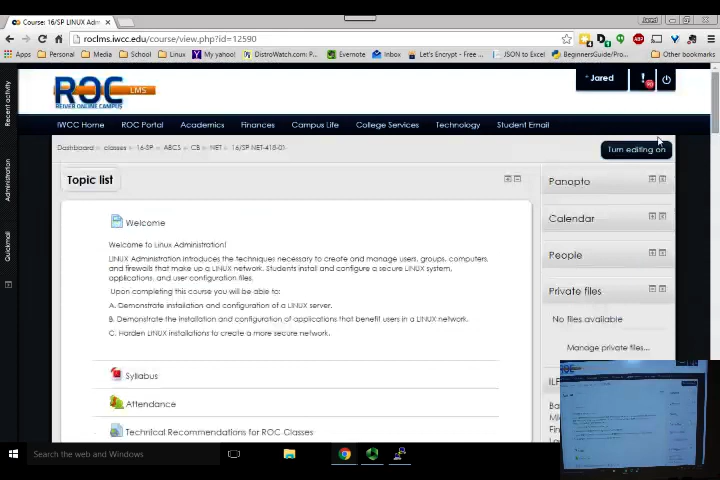 Course: 16/SP LINUX Adm
Jared
roclms.iwcc.edu/course/view.php?id=12590
Apps
Personal
Media
School
Linux
My yahoo!
DistroWatch.com: P...
Evernote
Inbox
Let's Encrypt - Free...
JSON to Excel
BeginnersGuide/Pro...
Other bookmarks
Recent activity
Administration
Quickmail
ROC LMS
REIVER ONLINE CAMPUS
Jared
IWCC Home
ROC Portal
Academics
Finances
Campus Life
College Services
Technology
Student Email
Dashboard
classes
16-SP
ABCS
CB
NET
16/SP NET-418-01
Turn editing on
Topic list
Welcome
Welcome to Linux Administration!
LINUX Administration introduces the techniques necessary to create and manage users, groups, computers,
and firewalls that make up a LINUX network. Students install and configure a secure LINUX system,
applications, and user configuration files.
Upon completing this course you will be able to:
A. Demonstrate installation and configuration of a LINUX server.
B. Demonstrate the installation and configuration of applications that benefit users in a LINUX network.
C. Harden LINUX installations to create a more secure network.
Syllabus
Attendance
Technical Recommendations for ROC Classes
Panopto
Calendar
People
Private files
No files available
Manage private files...
Search the web and Windows